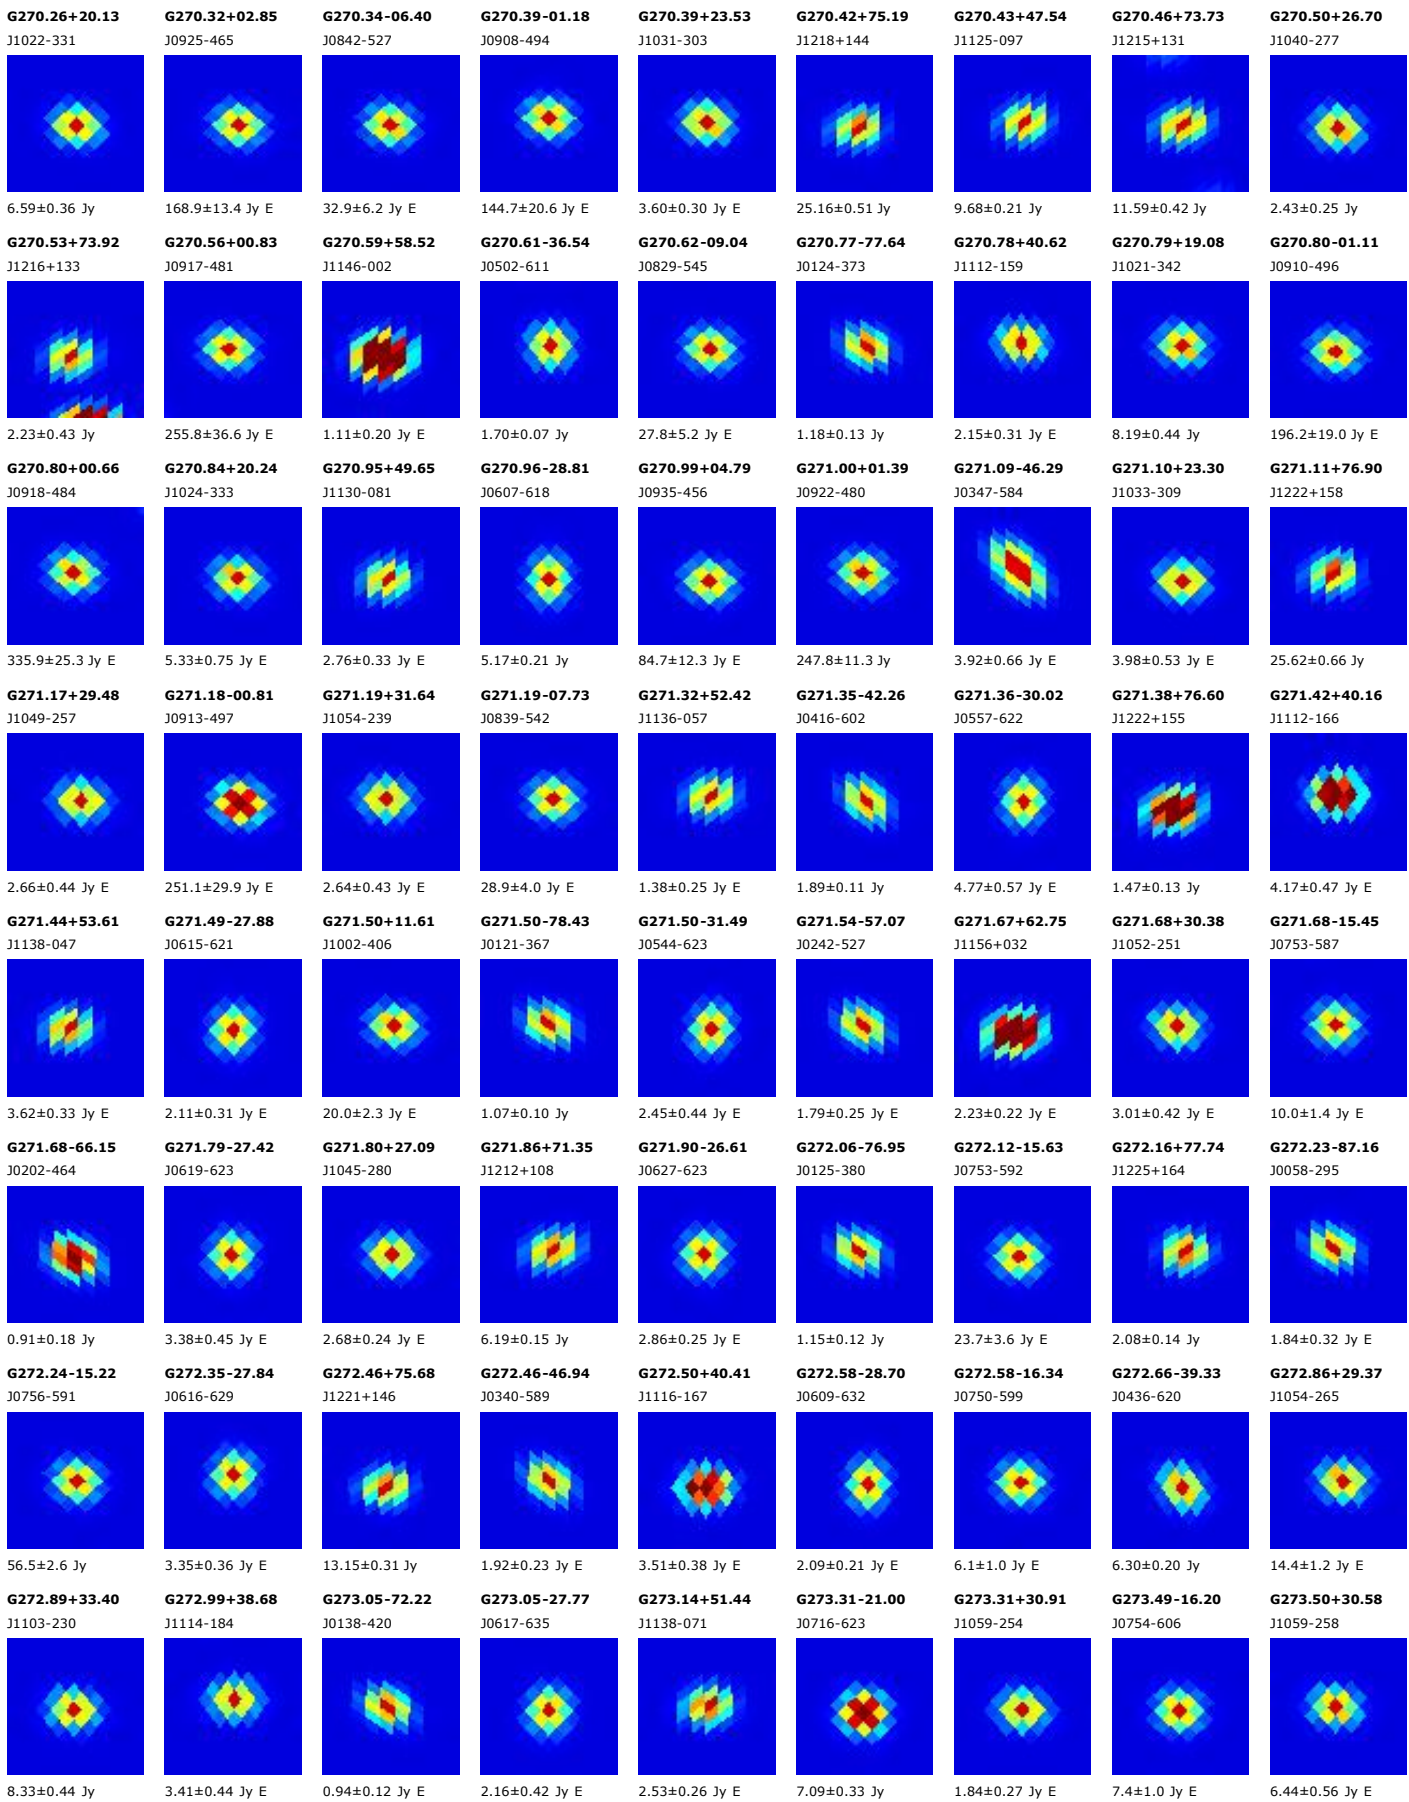 G270.26+20.13 G270.32+02.85 G270.34-06.40 G270.39-01.18 G270.39+23.53 G270.42+75.19 G270.43+47.54 G270.46+73.73 G270.50+26.70
J1022-331 J0925-465 J0842-527 J0908-494 J1031-303 J1218+144 J1125-097 J1215+131 J1040-277
6.59±0.36 Jy 168.9±13.4 Jy E 32.9±6.2 Jy E 144.7±20.6 Jy E 3.60±0.30 Jy E 25.16±0.51 Jy 9.68±0.21 Jy 11.59±0.42 Jy 2.43±0.25 Jy
G270.53+73.92 G270.56+00.83 G270.59+58.52 G270.61-36.54 G270.62-09.04 G270.77-77.64 G270.78+40.62 G270.79+19.08 G270.80-01.11
J1216+133 J0917-481 J1146-002 J0502-611 J0829-545 J0124-373 J1112-159 J1021-342 J0910-496
2.23±0.43 Jy 255.8±36.6 Jy E 1.11±0.20 Jy E 1.70±0.07 Jy 27.8±5.2 Jy E 1.18±0.13 Jy 2.15±0.31 Jy E 8.19±0.44 Jy 196.2±19.0 Jy E
G270.80+00.66 G270.84+20.24 G270.95+49.65 G270.96-28.81 G270.99+04.79 G271.00+01.39 G271.09-46.29 G271.10+23.30 G271.11+76.90
J0918-484 J1024-333 J1130-081 J0607-618 J0935-456 J0922-480 J0347-584 J1033-309 J1222+158
335.9±25.3 Jy E 5.33±0.75 Jy E 2.76±0.33 Jy E 5.17±0.21 Jy 84.7±12.3 Jy E 247.8±11.3 Jy 3.92±0.66 Jy E 3.98±0.53 Jy E 25.62±0.66 Jy
G271.17+29.48 G271.18-00.81 G271.19+31.64 G271.19-07.73 G271.32+52.42 G271.35-42.26 G271.36-30.02 G271.38+76.60 G271.42+40.16
J1049-257 J0913-497 J1054-239 J0839-542 J1136-057 J0416-602 J0557-622 J1222+155 J1112-166
2.66±0.44 Jy E 251.1±29.9 Jy E 2.64±0.43 Jy E 28.9±4.0 Jy E 1.38±0.25 Jy E 1.89±0.11 Jy 4.77±0.57 Jy E 1.47±0.13 Jy 4.17±0.47 Jy E
G271.44+53.61 G271.49-27.88 G271.50+11.61 G271.50-78.43 G271.50-31.49 G271.54-57.07 G271.67+62.75 G271.68+30.38 G271.68-15.45
J1138-047 J0615-621 J1002-406 J0121-367 J0544-623 J0242-527 J1156+032 J1052-251 J0753-587
3.62±0.33 Jy E 2.11±0.31 Jy E 20.0±2.3 Jy E 1.07±0.10 Jy 2.45±0.44 Jy E 1.79±0.25 Jy E 2.23±0.22 Jy E 3.01±0.42 Jy E 10.0±1.4 Jy E
G271.68-66.15 G271.79-27.42 G271.80+27.09 G271.86+71.35 G271.90-26.61 G272.06-76.95 G272.12-15.63 G272.16+77.74 G272.23-87.16
J0202-464 J0619-623 J1045-280 J1212+108 J0627-623 J0125-380 J0753-592 J1225+164 J0058-295
0.91±0.18 Jy 3.38±0.45 Jy E 2.68±0.24 Jy E 6.19±0.15 Jy 2.86±0.25 Jy E 1.15±0.12 Jy 23.7±3.6 Jy E 2.08±0.14 Jy 1.84±0.32 Jy E
G272.24-15.22 G272.35-27.84 G272.46+75.68 G272.46-46.94 G272.50+40.41 G272.58-28.70 G272.58-16.34 G272.66-39.33 G272.86+29.37
J0756-591 J0616-629 J1221+146 J0340-589 J1116-167 J0609-632 J0750-599 J0436-620 J1054-265
56.5±2.6 Jy 3.35±0.36 Jy E 13.15±0.31 Jy 1.92±0.23 Jy E 3.51±0.38 Jy E 2.09±0.21 Jy E 6.1±1.0 Jy E 6.30±0.20 Jy 14.4±1.2 Jy E
G272.89+33.40 G272.99+38.68 G273.05-72.22 G273.05-27.77 G273.14+51.44 G273.31-21.00 G273.31+30.91 G273.49-16.20 G273.50+30.58
J1103-230 J1114-184 J0138-420 J0617-635 J1138-071 J0716-623 J1059-254 J0754-606 J1059-258
8.33±0.44 Jy 3.41±0.44 Jy E 0.94±0.12 Jy E 2.16±0.42 Jy E 2.53±0.26 Jy E 7.09±0.33 Jy 1.84±0.27 Jy E 7.4±1.0 Jy E 6.44±0.56 Jy E